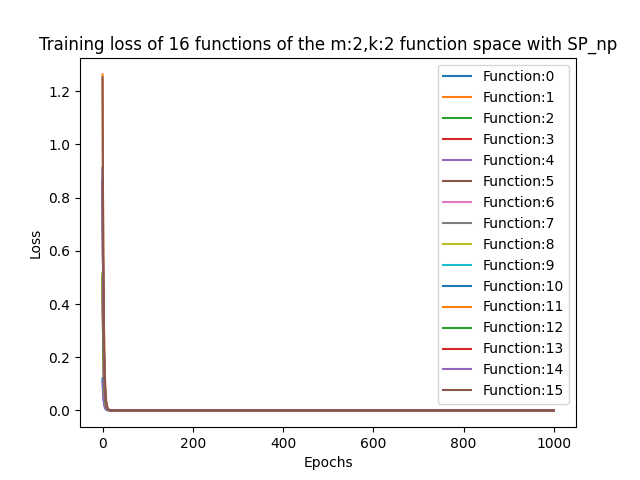 Training loss of 16 functions of the m:2,k:2 function space with SP_np
Loss
1.2
1.0
0.8
0.6
0.4
0.2
0.0
Function:0
Function:1
Function:2
Function:3
Function:4
Function:5
Function:6
Function:7
Function:8
Function:9
Function:10
Function:11
Function:12
Function:13
Function:14
Function:15
0 200 400 600 800 1000
Epochs